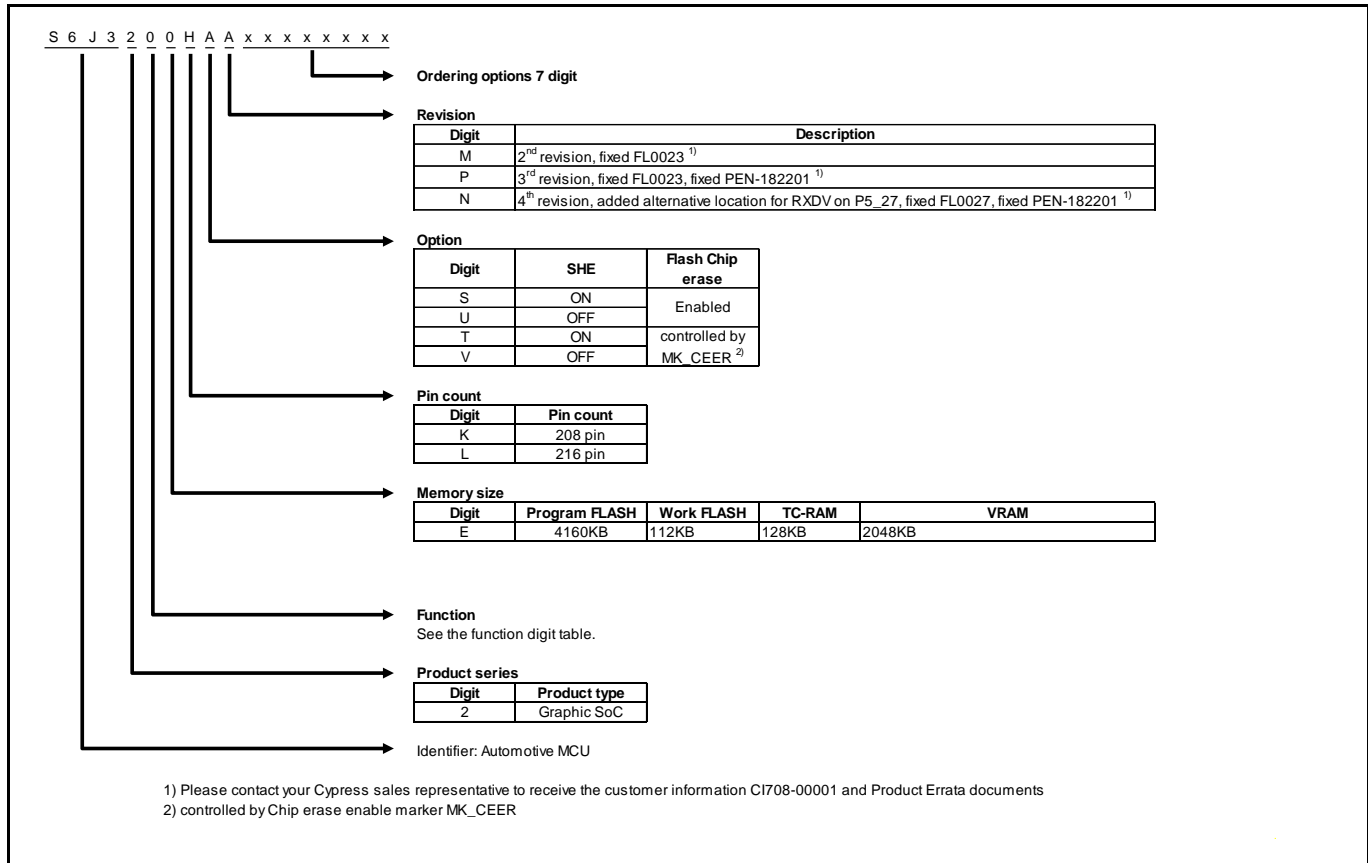 S 6 J 3 2 0 0 H A A x x x x x x x x
Ordering options 7 digit
Revision
Digit Description
M 2nd revision, fixed FL0023 1)
P 3rd revision, fixed FL0023, fixed PEN-182201 1)
N 4th revision, added alternative location for RXDV on P5_27, fixed FL0027, fixed PEN-182201 1)
Option
Digit SHE Flash Chip
erase
S ON Enabled
U OFF
T ON controlled by
V OFF MK_CEER 2)
Pin count
Digit Pin count
K 208 pin
L 216 pin
Memory size
Digit Program FLASH Work FLASH TC-RAM VRAM
E 4160KB 112KB 128KB 2048KB
Function
See the function digit table.
Product series
Digit Product type
2 Graphic SoC
Identifier: Automotive MCU
1) Please contact your Cypress sales representative to receive the customer information CI708-00001 and Product Errata documents
2) controlled by Chip erase enable marker MK_CEER